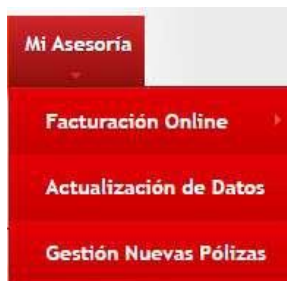 Mi Asesoría
Facturación Online
Actualización de Datos
Gestión Nuevas Pólizas